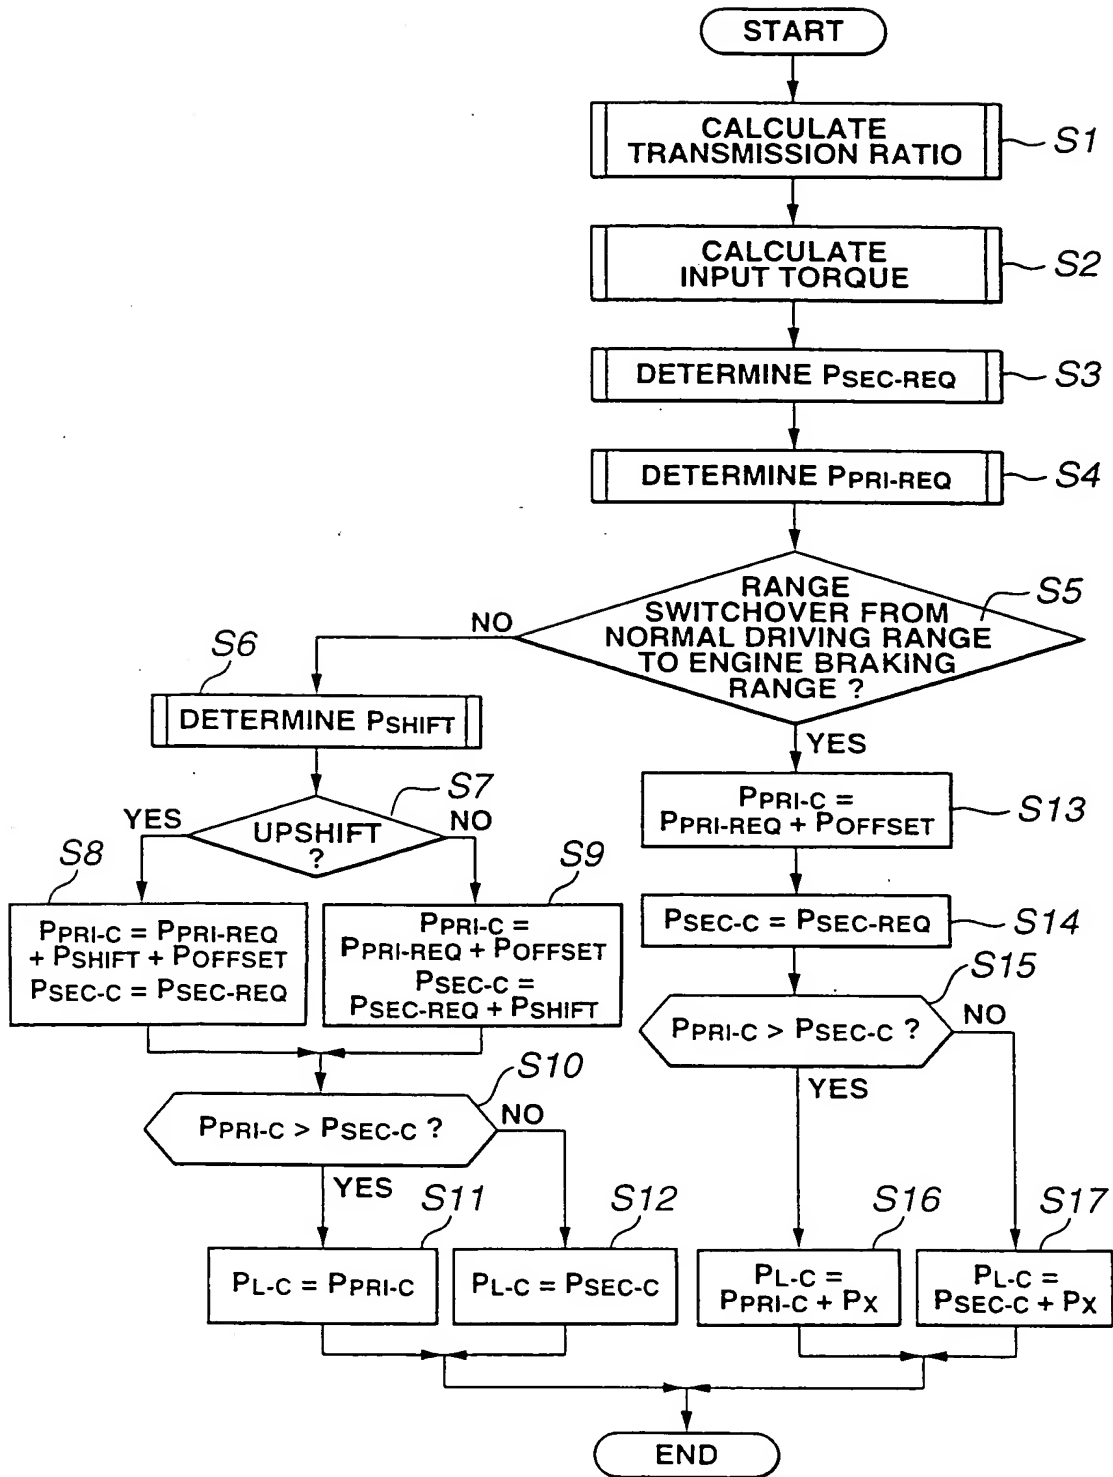 START
CALCULATE
TRANSMISSION RATIO
S1
CALCULATE
INPUT TORQUE
S2
DETERMINE PSEC-REQ
S3
DETERMINE PPRI-REQ
S4
RANGE
SWITCHOVER FROM
NORMAL DRIVING RANGE
TO ENGINE BRAKING
RANGE ?
S5
NO
YES
S6
DETERMINE PSHIFT
S7
UPSHIFT
?
YES
NO
S8
PPRI-C = PPRI-REQ
+ PSHIFT + POFFSET
PSEC-C = PSEC-REQ
S9
PPRI-C =
PPRI-REQ + POFFSET
PSEC-C =
PSEC-REQ + PSHIFT
S10
PPRI-C > PSEC-C ?
NO
YES
S11
PL-C = PPRI-C
S12
PL-C = PSEC-C
PPRI-C =
PPRI-REQ + POFFSET
S13
PSEC-C = PSEC-REQ
S14
S15
PPRI-C > PSEC-C ?
NO
YES
S16
PL-C =
PPRI-C + PX
S17
PL-C =
PSEC-C + PX
END